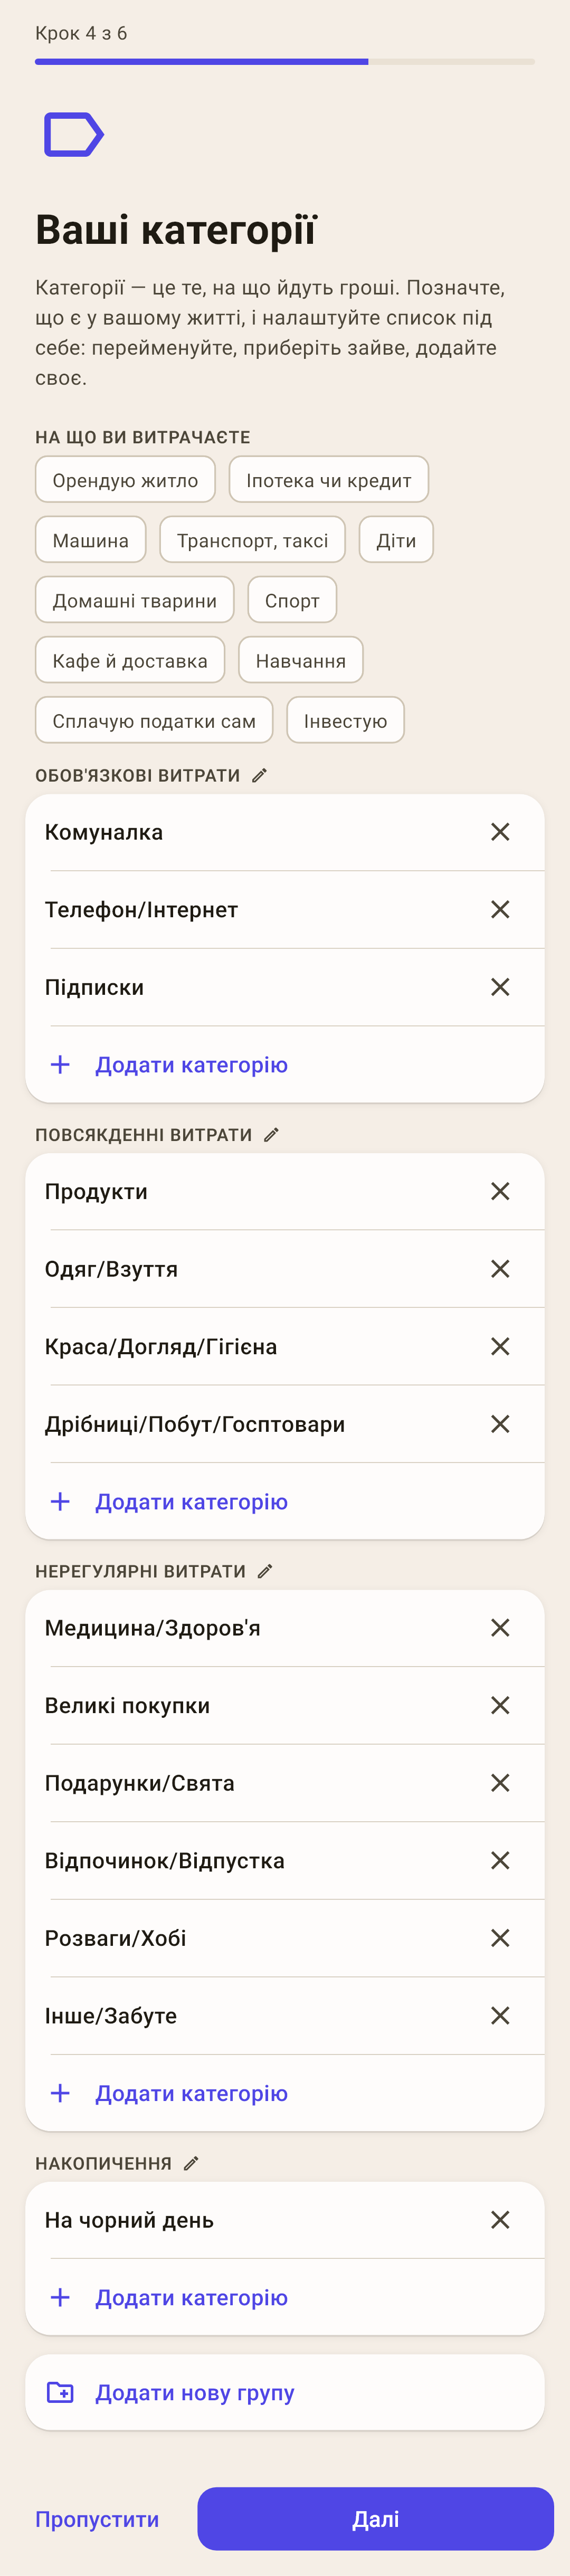 Крок 4 з 6
Ваші категорії
Категорії — це те, на що йдуть гроші. Позначте,
що є у вашому житті, і налаштуйте список під
себе: перейменуйте, приберіть зайве, додайте
своє.
НА ЩО ВИ ВИТРАЧАЄТЕ
Орендую житло Іпотека чи кредит
Машина Транспорт, таксі Діти
Домашні тварини Спорт
Кафе й доставка Навчання
Сплачую податки сам Інвестую
ОБОВ'ЯЗКОВІ ВИТРАТИ
Комуналка
Телефон/Інтернет
Підписки
Додати категорію
ПОВСЯКДЕННІ ВИТРАТИ
Продукти
Одяг/Взуття
Краса/Догляд/Гігієна
Дрібниці/Побут/Госптовари
Додати категорію
НЕРЕГУЛЯРНІ ВИТРАТИ
Медицина/Здоров'я
Великі покупки
Подарунки/Свята
Відпочинок/Відпустка
Розваги/Хобі
Інше/Забуте
Додати категорію
НАКОПИЧЕННЯ
На чорний день
Додати категорію
Додати нову групу
Пропустити Далі